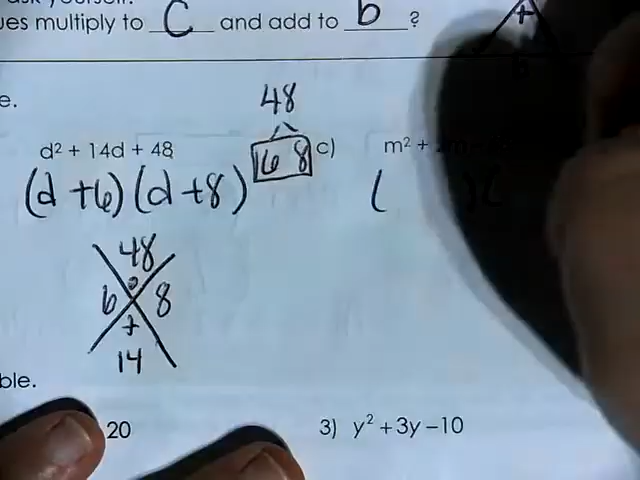 ues multiply to C and add to b ?
+
e.
48
d² + 14d + 48
6 8
c) m² +
(d +6)(d +8)
( )(
48
6 8
+
14
ble.
20
3) y² + 3y – 10